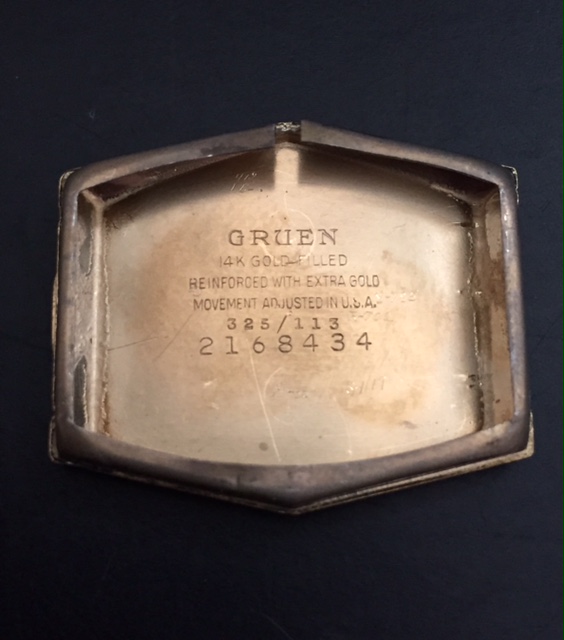 GRUEN
14K GOLD-FILLED
REINFORCED WITH EXTRA GOLD
MOVEMENT ADJUSTED IN U.S.A.
325/113
2168434